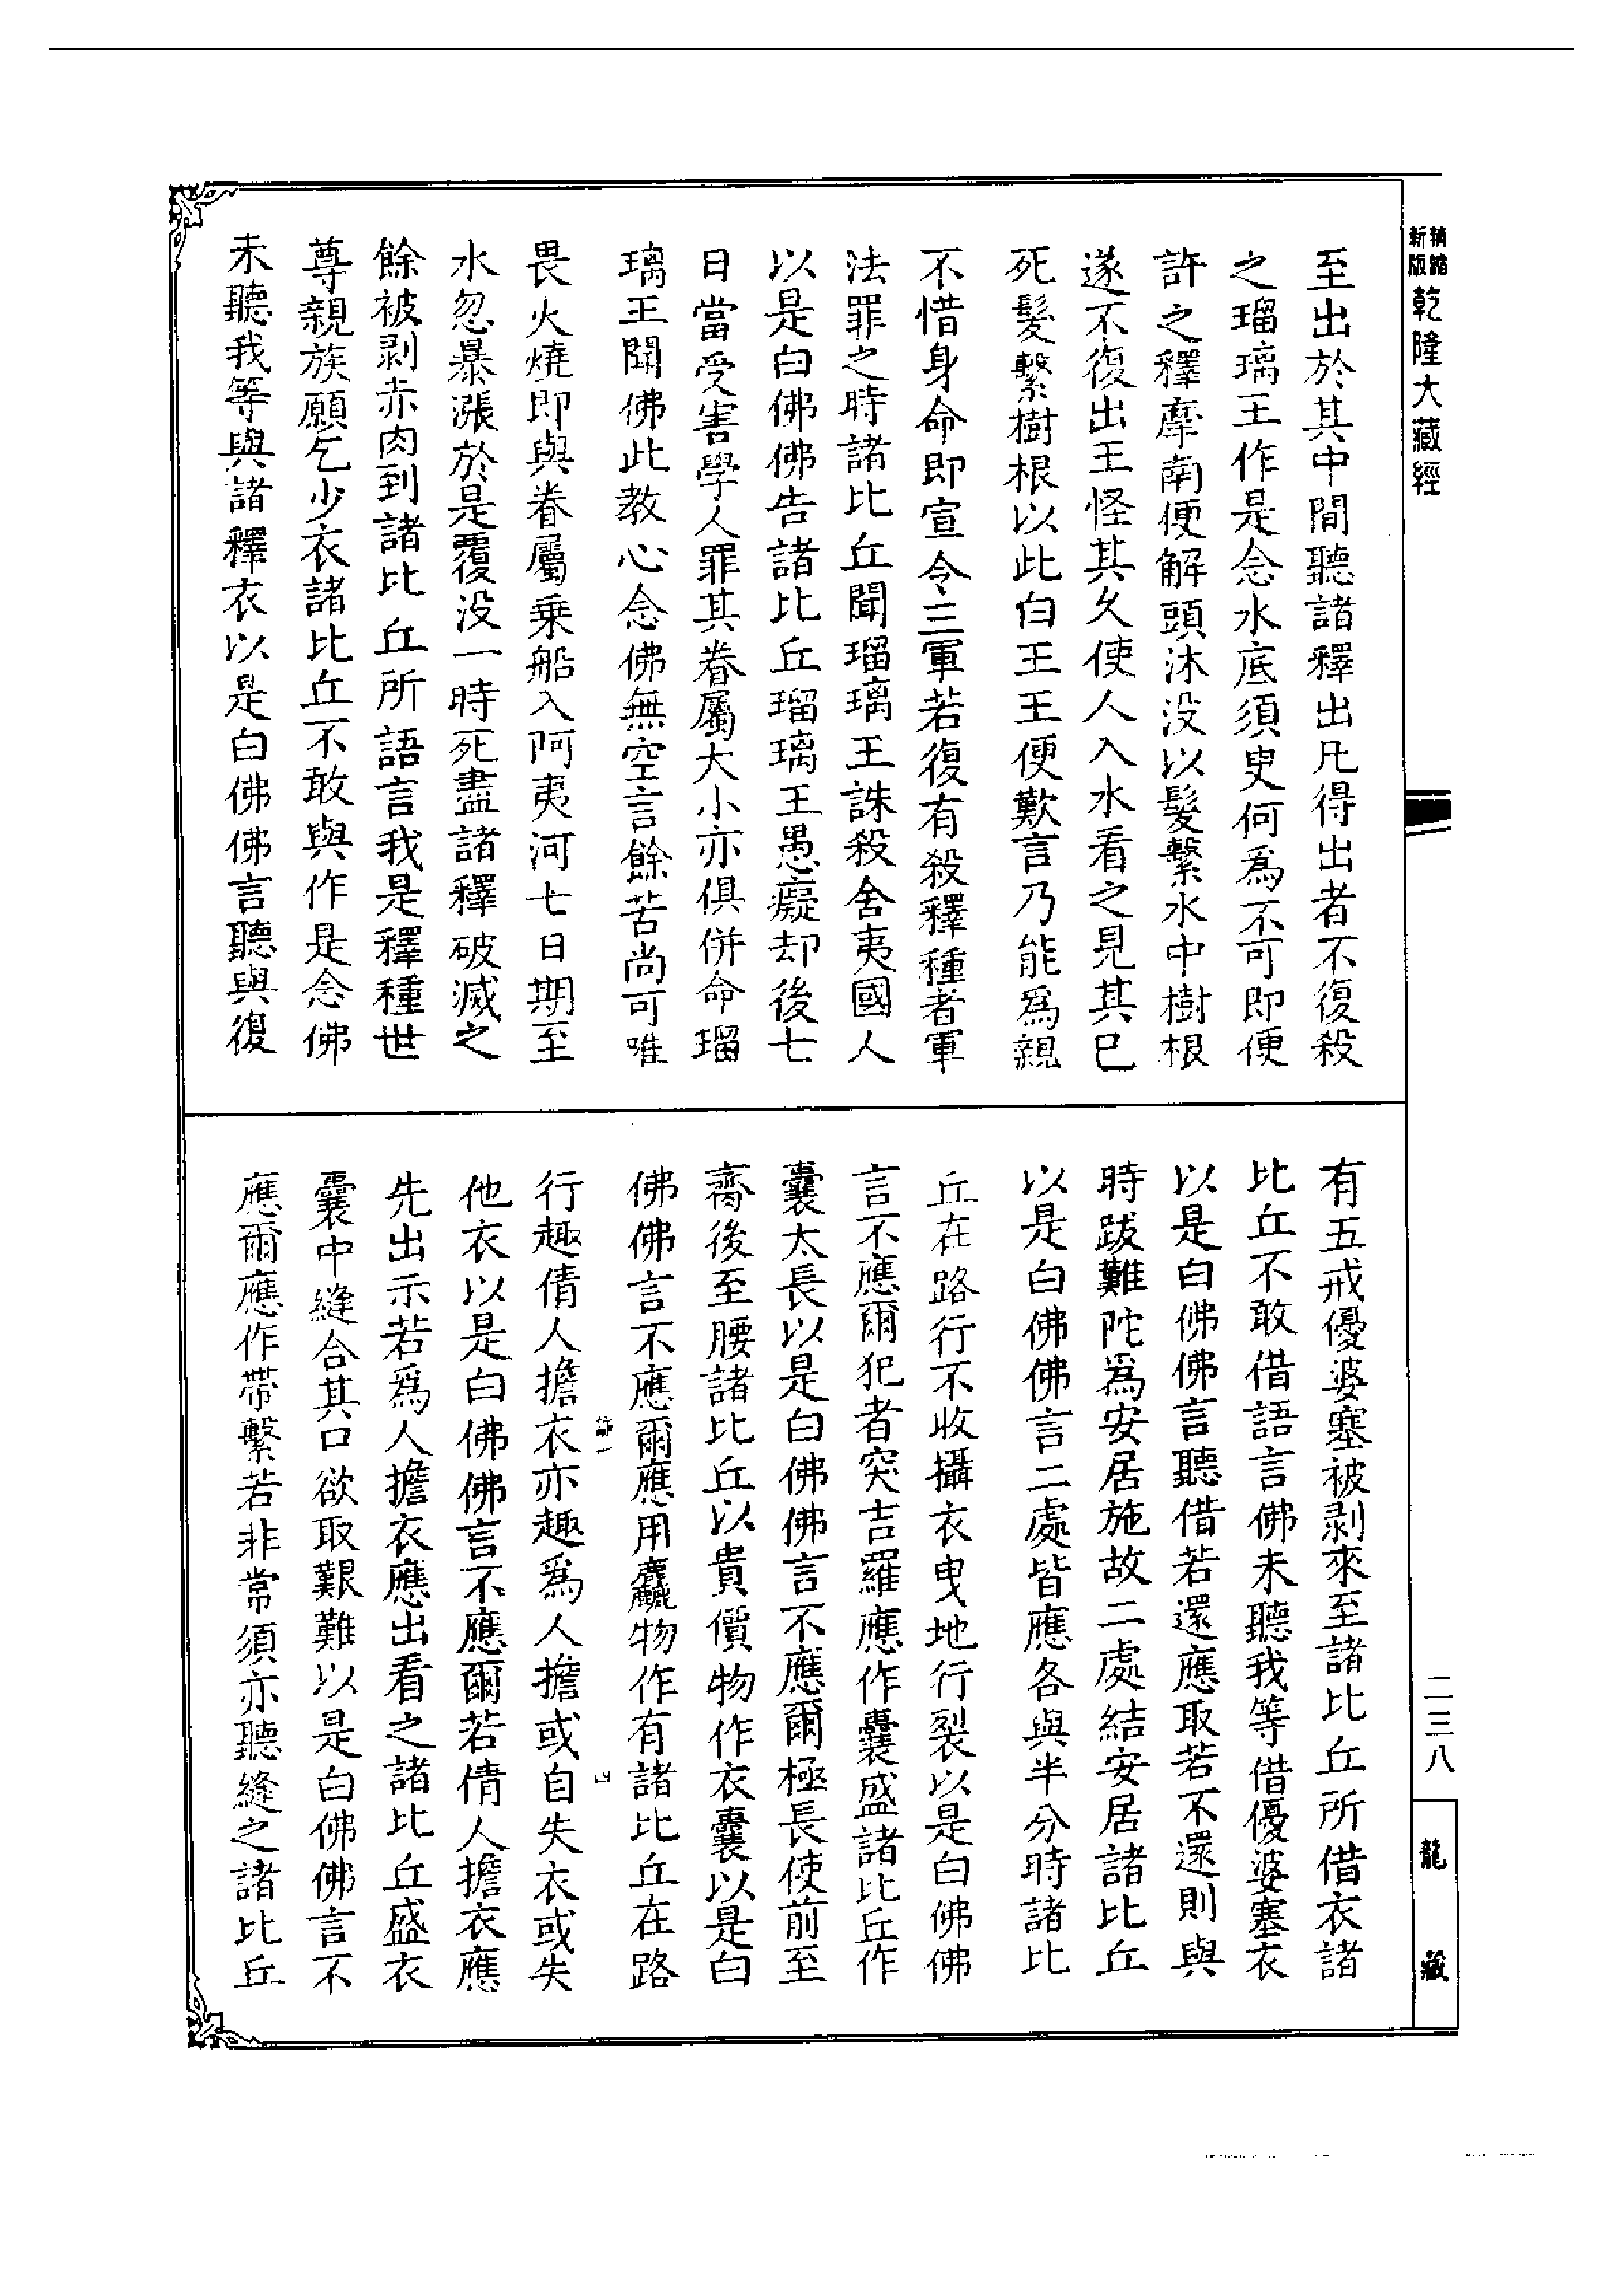 新版精縮乾隆大藏經
二三八
龍藏
至出於其中間聽諸釋出凡得出者不復殺
之瑠璃王作是念水底須臾何爲不可即便
許之釋摩南便解頭沐沒以髮繫水中樹根
遂不復出王怪其久使人入水看之見其已
死髮繫樹根以此白王王便歎言乃能爲親
不惜身命即宣令三軍若復有殺釋種者軍
法罪之時諸比丘聞瑠璃王誅殺舍夷國人
以是白佛佛告諸比丘瑠璃王愚癡却後七
日當受害學人罪其眷屬大小亦俱併命瑠
璃王聞佛此教心念佛無空言餘苦尚可唯
畏火燒即與眷屬乘船入阿夷河七日期至
水忽暴漲於是覆沒一時死盡諸釋破滅之
餘被剥赤肉到諸比丘所語言我是釋種世
尊親族願乞少衣諸比丘不敢與作是念佛
未聽我等與諸釋衣以是白佛佛言聽與復
有五戒優婆塞被剥來至諸比丘所借衣諸
比丘不敢借語言佛未聽我等借優婆塞衣
以是白佛佛言聽借若還應取若不還則與
時跋難陀爲安居施故二處結安居諸比丘
以是白佛佛言二處皆應各與半分時諸比
丘在路行不收攝衣曳地行裂以是白佛佛
言不應爾犯者突吉羅應作囊盛諸比丘作
囊太長以是白佛佛言不應爾極長使前至
齊後至腰諸比丘以貴價物作衣囊以是白
佛佛言不應爾應用麤物作有諸比丘在路
行趣倩人擔衣亦趣爲人擔或自失衣或失
他衣以是白佛佛言不應爾若倩人擔衣應
先出示若爲人擔衣應出看之諸比丘盛衣
囊中縫合其口欲取艱難以是白佛佛言不
應爾應作帶繫若非常須亦聽縫之諸比丘